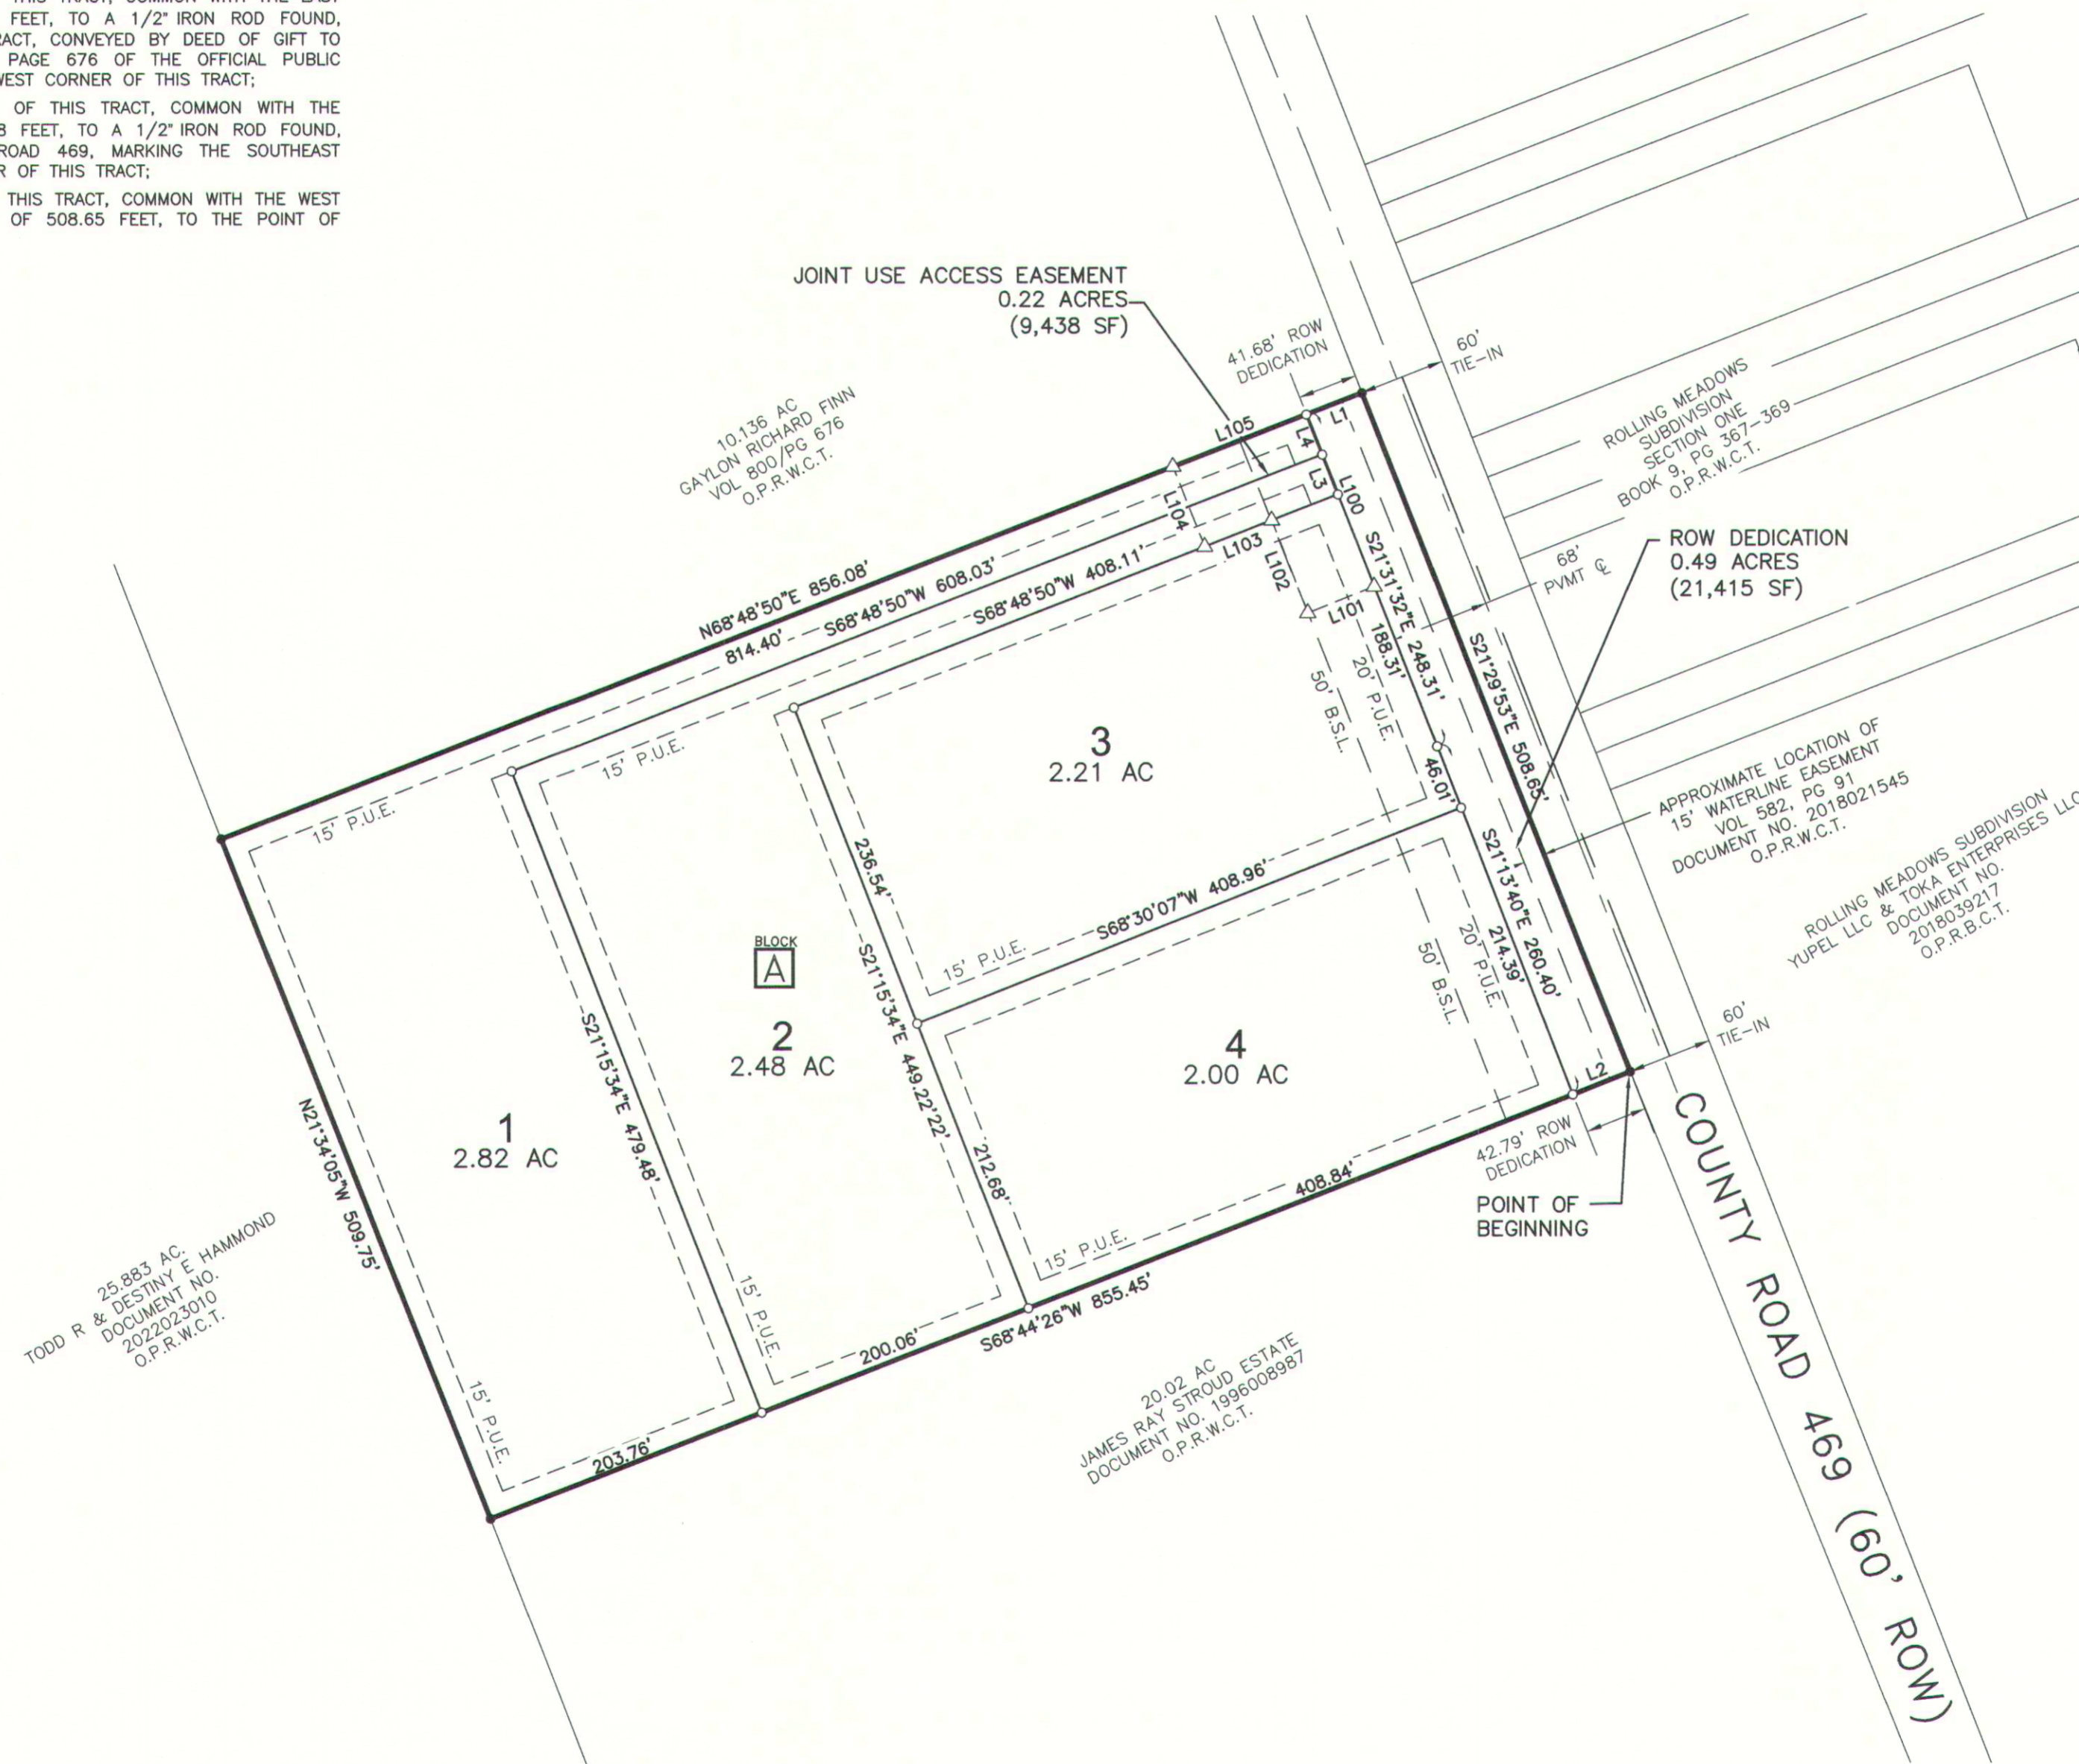 THIS TRACT, COMMON WITH THE EAST
FEET, TO A 1/2" IRON ROD FOUND,
CONVEYED BY DEED OF GIFT TO
PAGE 676 OF THE OFFICIAL PUBLIC
CORNER OF THIS TRACT;
OF THIS TRACT, COMMON WITH THE
FEET, TO A 1/2" IRON ROD FOUND,
ROAD 469, MARKING THE SOUTHEAST
OF THIS TRACT;
THIS TRACT, COMMON WITH THE WEST
OF 508.65 FEET, TO THE POINT OF
JOINT USE ACCESS EASEMENT
0.22 ACRES
(9,438 SF)
41.68' ROW
DEDICATION
60'
TIE-IN
10.136 AC
GAYLON RICHARD FINN
VOL 800/PG 676
O.P.R.W.C.T.
ROLLING MEADOWS
SUBDIVISION
SECTION ONE
BOOK 9, PG 367-369
O.P.R.W.C.T.
L105
L1
L4
L3
L100
L104
L103
L102
L101
68'
PVMT ℄
ROW DEDICATION
0.49 ACRES
(21,415 SF)
N68°48'50"E 856.08'
814.40'
S68°48'50"W 608.03'
S68°48'50"W 408.11'
S21°31'32"E 248.31'
188.31'
S21°29'53"E 508.65'
50' B.S.L.
20' P.U.E.
46.01'
15' P.U.E.
15' P.U.E.
3
2.21 AC
APPROXIMATE LOCATION OF
15' WATERLINE EASEMENT
VOL 582, PG 91
DOCUMENT NO. 2018021545
O.P.R.W.C.T.
ROLLING MEADOWS SUBDIVISION
YUPEL LLC & TOKA ENTERPRISES LLC
DOCUMENT NO.
2018039217
O.P.R.B.C.T.
236.54'
S68°30'07"W 408.96'
15' P.U.E.
S21°13'40"E 260.40'
214.39'
20' P.U.E.
50' B.S.L.
BLOCK
A
2
2.48 AC
S21°15'34"E 449.22'22'
212.68'
4
2.00 AC
60'
TIE-IN
L2
42.79' ROW
DEDICATION
POINT OF
BEGINNING
COUNTY ROAD 469 (60' ROW)
1
2.82 AC
S21°15'34"E 479.48'
N21°34'05"W 509.75'
25.883 AC.
TODD R & DESTINY E HAMMOND
DOCUMENT NO.
2022023010
O.P.R.W.C.T.
15' P.U.E.
15' P.U.E.
15' P.U.E.
408.84'
S68°44'26"W 855.45'
200.06'
203.76'
20.02 AC
JAMES RAY STROUD ESTATE
DOCUMENT NO. 1996008987
O.P.R.W.C.T.